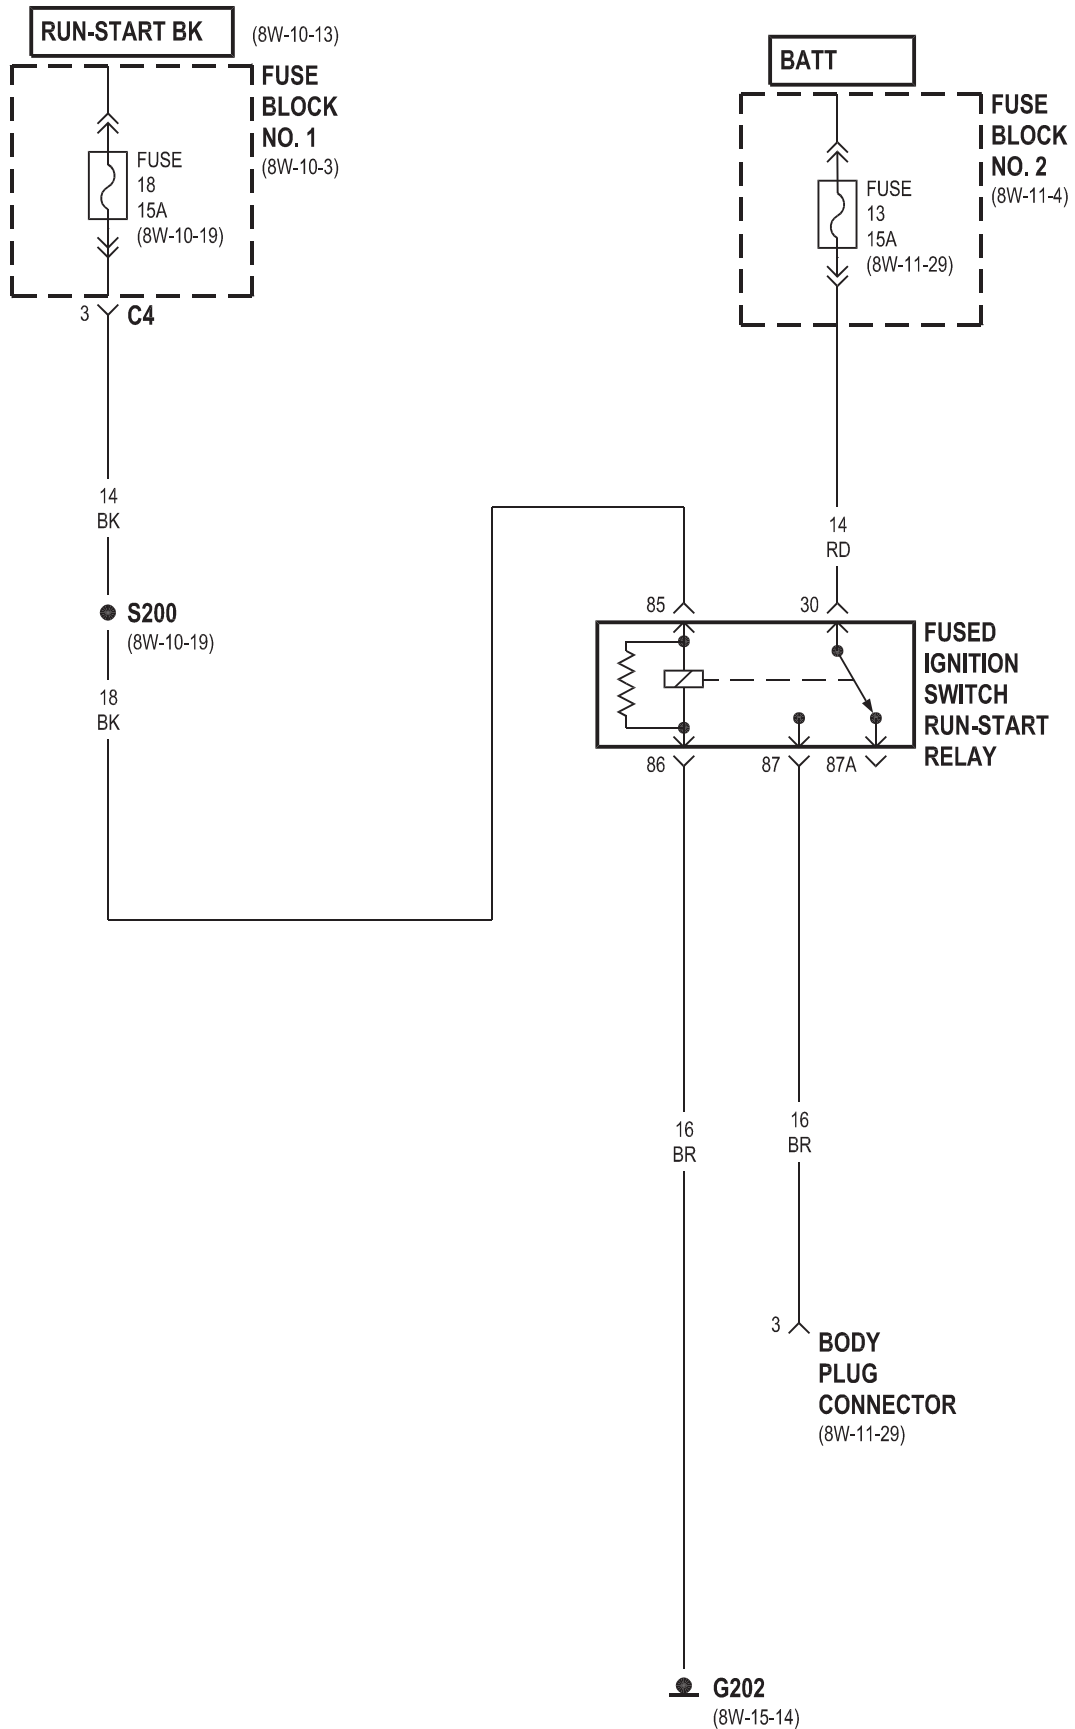 RUN-START BK
(8W-10-13)
FUSE
BLOCK
NO. 1
(8W-10-3)
FUSE
18
15A
(8W-10-19)
3
C4
BATT
FUSE
BLOCK
NO. 2
(8W-11-4)
FUSE
13
15A
(8W-11-29)
14
BK
S200
(8W-10-19)
18
BK
14
RD
85
30
FUSED
IGNITION
SWITCH
RUN-START
RELAY
86
87
87A
16
BR
16
BR
3
BODY
PLUG
CONNECTOR
(8W-11-29)
G202
(8W-15-14)